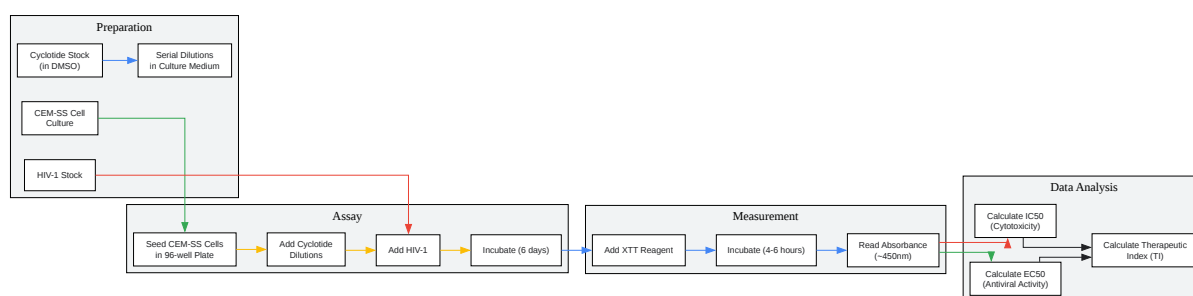 Preparation
Cyclotide Stock
(in DMSO)
Serial Dilutions
in Culture Medium
CEM-SS Cell
Culture
HIV-1 Stock
Assay
Seed CEM-SS Cells
in 96-well Plate
Add Cyclotide
Dilutions
Add HIV-1
Incubate (6 days)
Measurement
Add XTT Reagent
Incubate (4-6 hours)
Read Absorbance
(~450nm)
Data Analysis
Calculate IC50
(Cytotoxicity)
Calculate EC50
(Antiviral Activity)
Calculate Therapeutic
Index (TI)